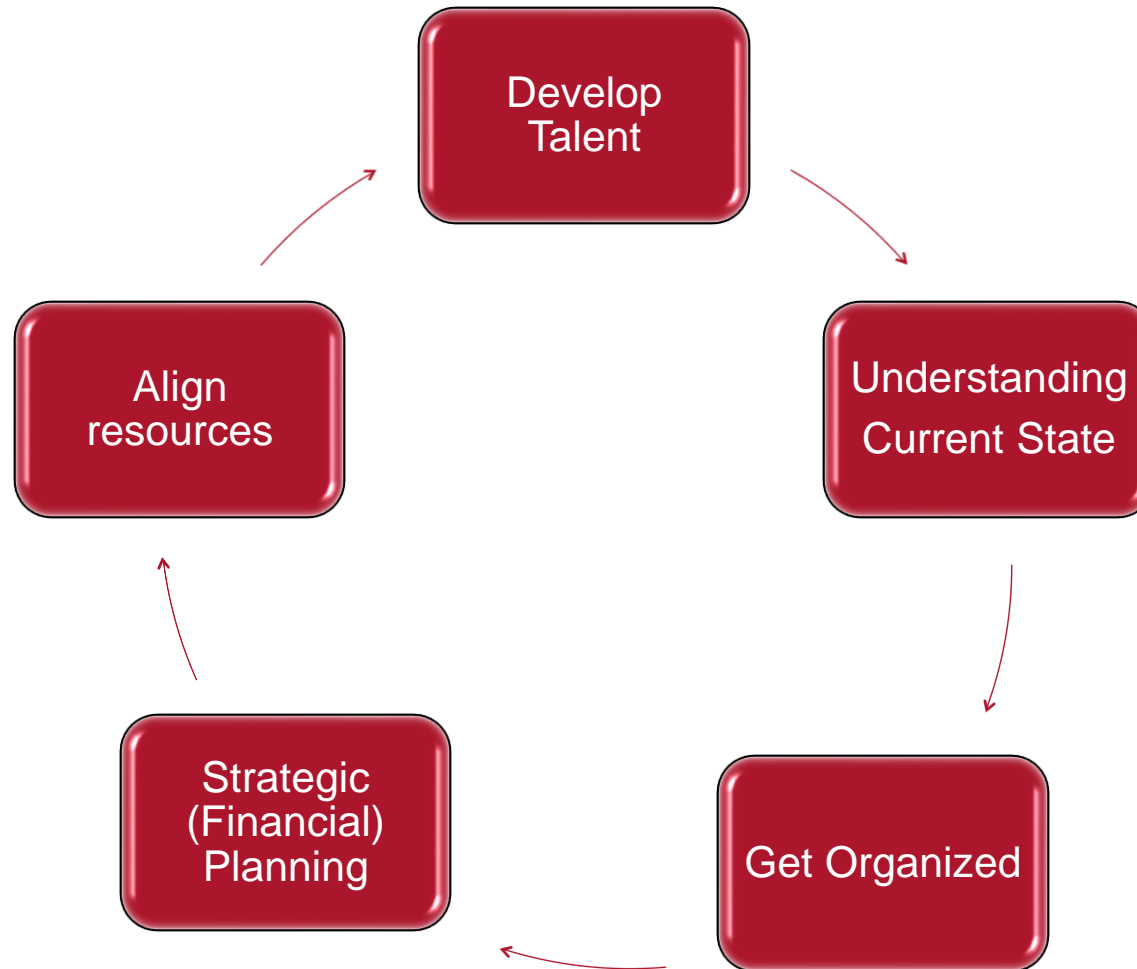 Develop
Talent
Understanding
Current State
Get Organized
Strategic
(Financial)
Planning
Align
resources